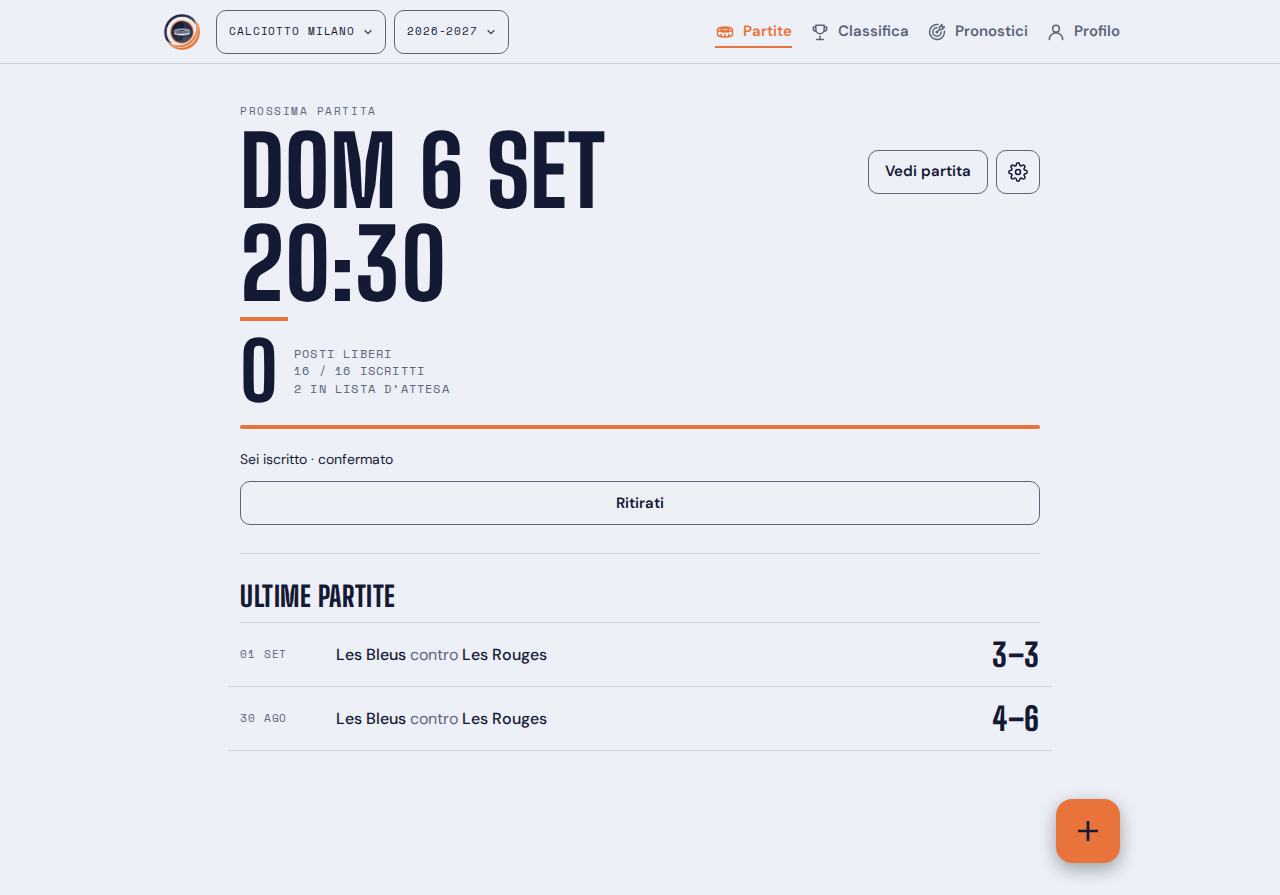 CALCIOTTO MILANO
2026-2027
Partite
Classifica
Pronostici
Profilo
PROSSIMA PARTITA
DOM 6 SET
20:30
Vedi partita
0
POSTI LIBERI
16 / 16 ISCRITTI
2 IN LISTA D'ATTESA
Sei iscritto · confermato
Ritirati
ULTIME PARTITE
01 SET Les Bleus contro Les Rouges 3–3
30 AGO Les Bleus contro Les Rouges 4–6